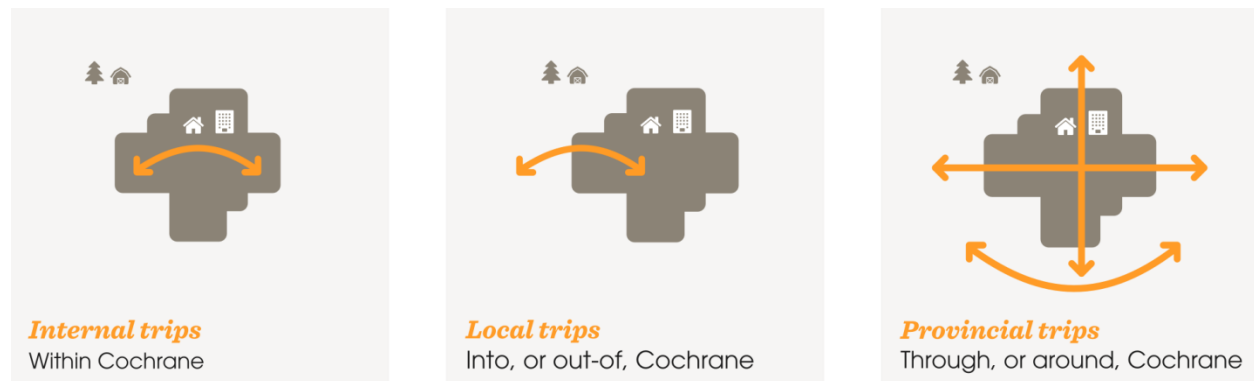 Internal trips
Within Cochrane
Local trips
Into, or out-of, Cochrane
Provincial trips
Through, or around, Cochrane